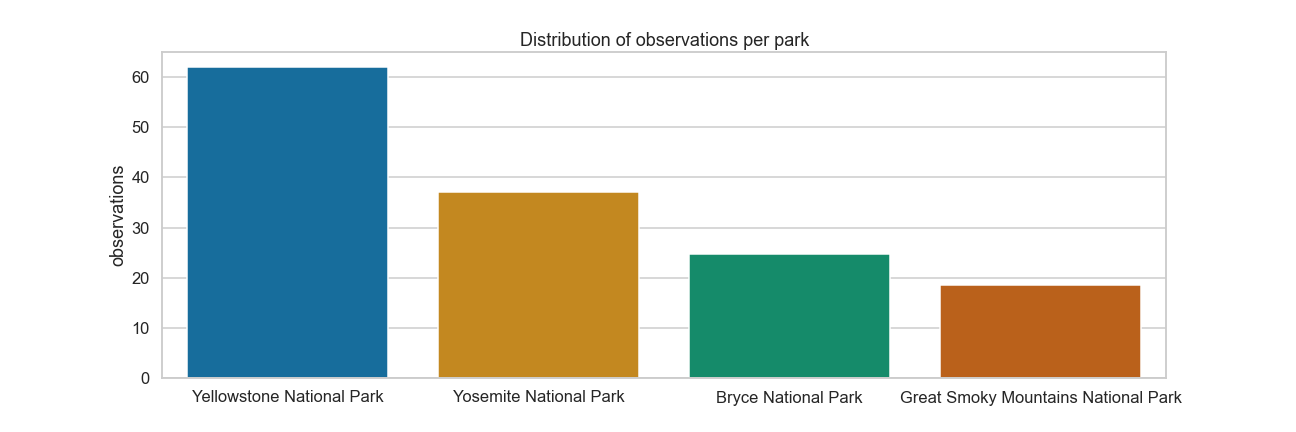 Distribution of observations per park
60
50
40
30
20
10
0
observations
Yellowstone National Park
Yosemite National Park
Bryce National Park
Great Smoky Mountains National Park